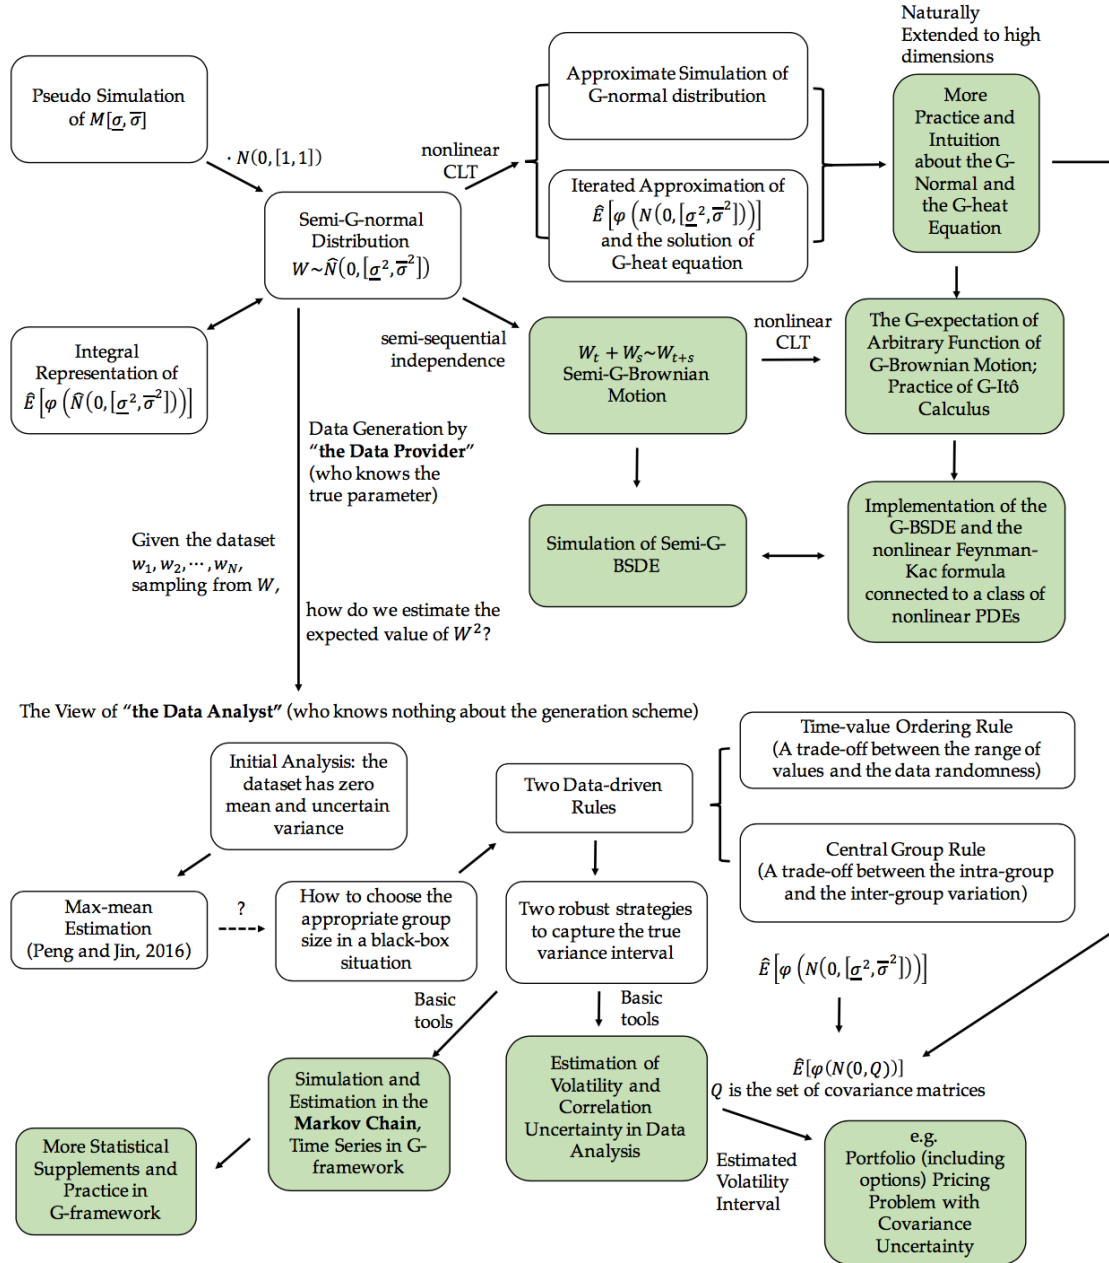 Naturally
Extended to high
dimensions
Pseudo Simulation
of M[σ̲, σ̅]
Approximate Simulation of
G-normal distribution
More
Practice and
Intuition
about the G-
Normal and
the G-heat
Equation
· N(0, [1, 1])
nonlinear
CLT
Semi-G-normal
Distribution
W~N̂(0, [σ̲², σ̅²])
Iterated Approximation of
Ê[φ(N(0, [σ̲², σ̅²]))]
and the solution of
G-heat equation
Integral
Representation of
Ê[φ(N̂(0, [σ̲², σ̅²]))]
semi-sequential
independence
W_t + W_s~W_{t+s}
Semi-G-Brownian
Motion
nonlinear
CLT
The G-expectation of
Arbitrary Function of
G-Brownian Motion;
Practice of G-Itô
Calculus
Data Generation by
“the Data Provider”
(who knows the
true parameter)
Given the dataset
w₁, w₂, ⋯, w_N,
sampling from W,
how do we estimate the
expected value of W²?
Simulation of Semi-G-
BSDE
Implementation of the
G-BSDE and the
nonlinear Feynman-
Kac formula
connected to a class of
nonlinear PDEs
The View of “the Data Analyst” (who knows nothing about the generation scheme)
Initial Analysis: the
dataset has zero
mean and uncertain
variance
Two Data-driven
Rules
Time-value Ordering Rule
(A trade-off between the range of
values and the data randomness)
Central Group Rule
(A trade-off between the intra-group
and the inter-group variation)
Max-mean
Estimation
(Peng and Jin, 2016)
?
How to choose the
appropriate group
size in a black-box
situation
Two robust strategies
to capture the true
variance interval
Ê[φ(N(0, [σ̲², σ̅²]))]
Basic
tools
Basic
tools
Ê[φ(N(0, Q))]
Q is the set of covariance matrices
Simulation and
Estimation in the
Markov Chain,
Time Series in G-
framework
Estimation of
Volatility and
Correlation
Uncertainty in Data
Analysis
More Statistical
Supplements and
Practice in
G-framework
Estimated
Volatility
Interval
e.g.
Portfolio (including
options) Pricing
Problem with
Covariance
Uncertainty